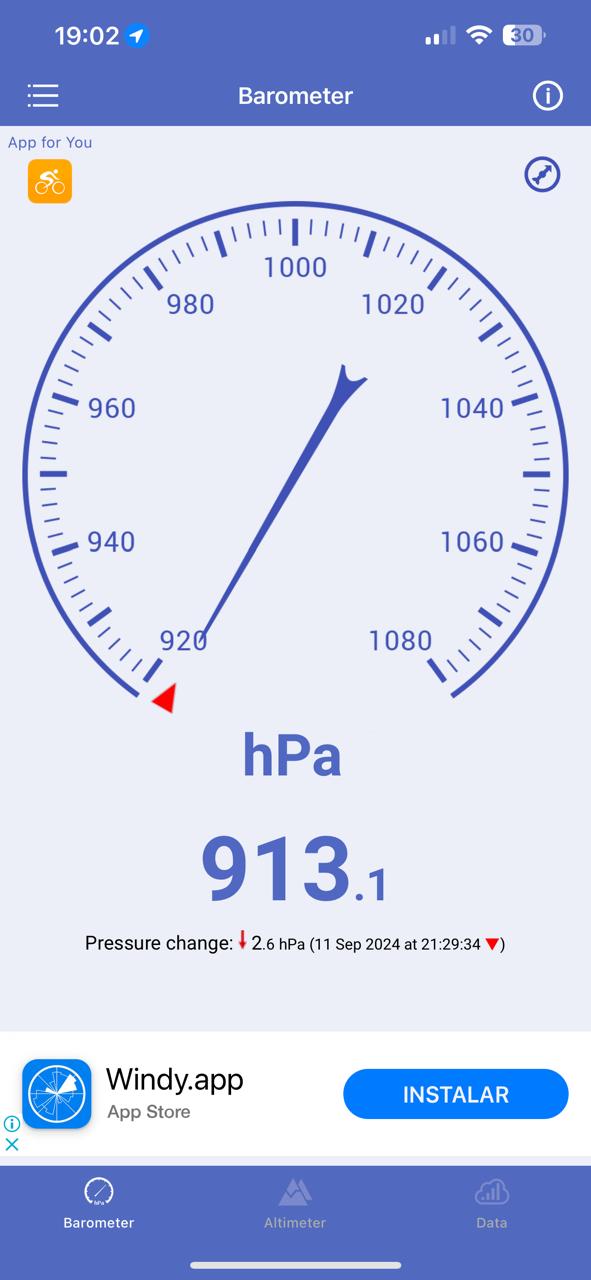 19:02
30
Barometer
App for You
1000
980
1020
960
1040
940
1060
920
1080
hPa
913.1
Pressure change: 2.6 hPa (11 Sep 2024 at 21:29:34 ▼)
Windy.app
App Store
INSTALAR
hPa
Barometer
Altimeter
Data